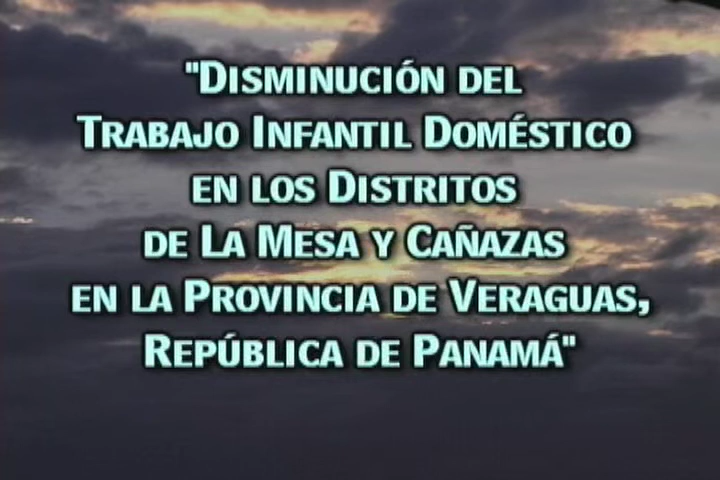 "DISMINUCIÓN DEL
TRABAJO INFANTIL DOMÉSTICO
EN LOS DISTRITOS
DE LA MESA Y CAÑAZAS
EN LA PROVINCIA DE VERAGUAS,
REPÚBLICA DE PANAMÁ"